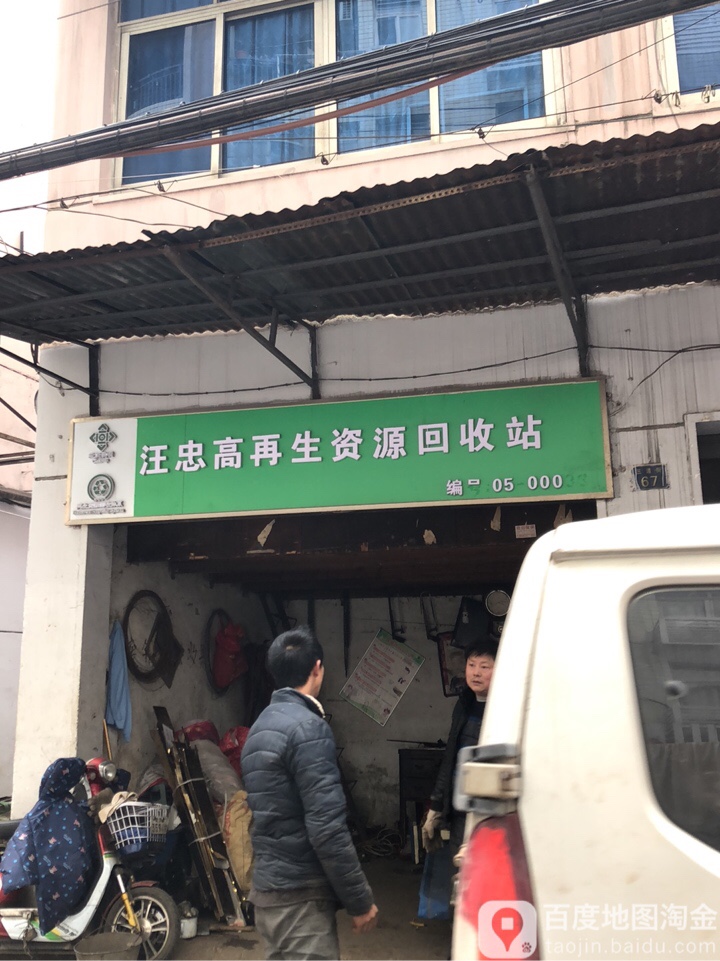 汪忠高再生资源回收站
编号 05 000
67
百度地图淘金
taojin.baidu.com